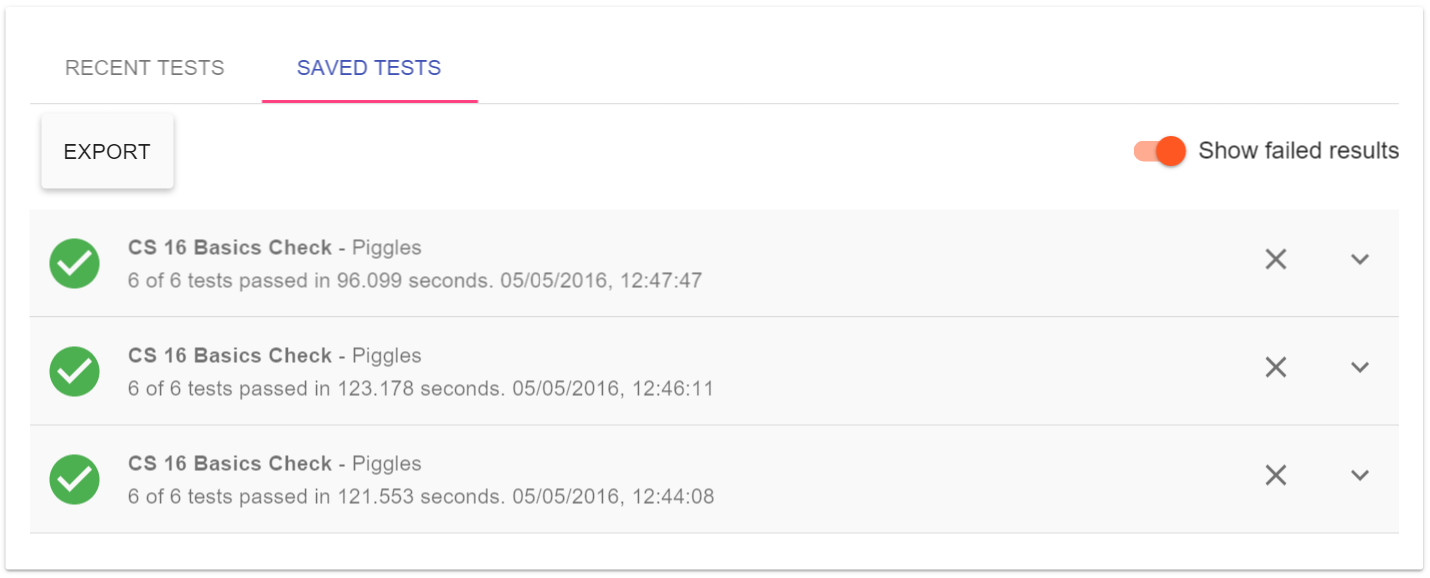 RECENT TESTS SAVED TESTS
EXPORT Show failed results
CS 16 Basics Check - Piggles
6 of 6 tests passed in 96.099 seconds. 05/05/2016, 12:47:47
CS 16 Basics Check - Piggles
6 of 6 tests passed in 123.178 seconds. 05/05/2016, 12:46:11
CS 16 Basics Check - Piggles
6 of 6 tests passed in 121.553 seconds. 05/05/2016, 12:44:08